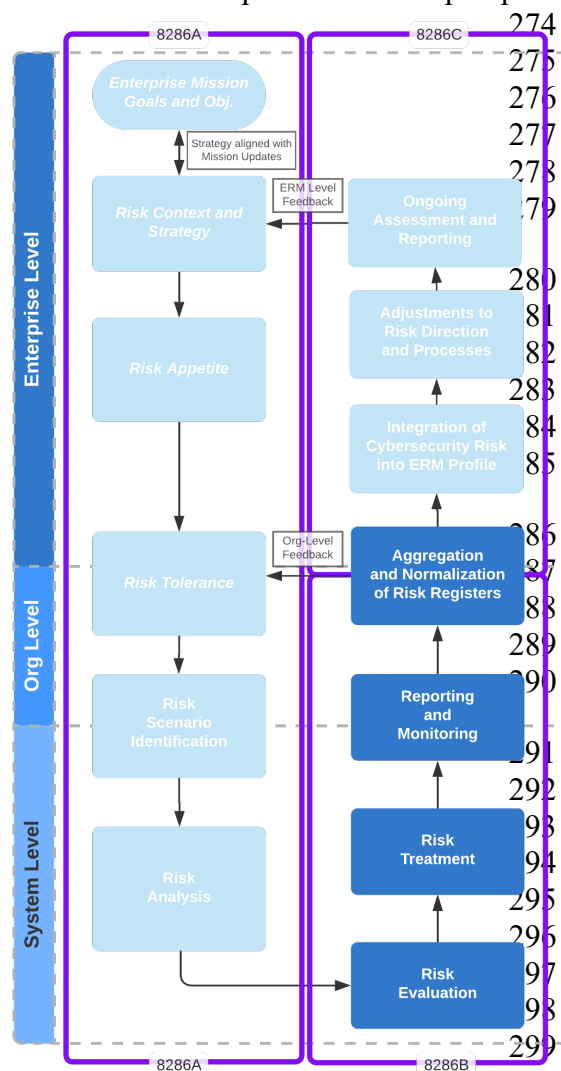 8286A
8286C
274
275
276
277
278
279
280
281
282
283
284
285
286
287
288
289
290
291
292
293
294
295
296
297
298
299
Enterprise Level
Org Level
System Level
Enterprise Mission
Goals and Obj.
Strategy aligned with
Mission Updates
Risk Context and
Strategy
Risk Appetite
Risk Tolerance
Risk
Scenario
Identification
Risk
Analysis
ERM Level
Feedback
Org-Level
Feedback
Ongoing
Assessment and
Reporting
Adjustments to
Risk Direction
and Processes
Integration of
Cybersecurity Risk
into ERM Profile
Aggregation
and Normalization
of Risk Registers
Reporting
and
Monitoring
Risk
Treatment
Risk
Evaluation
8286A
8286B